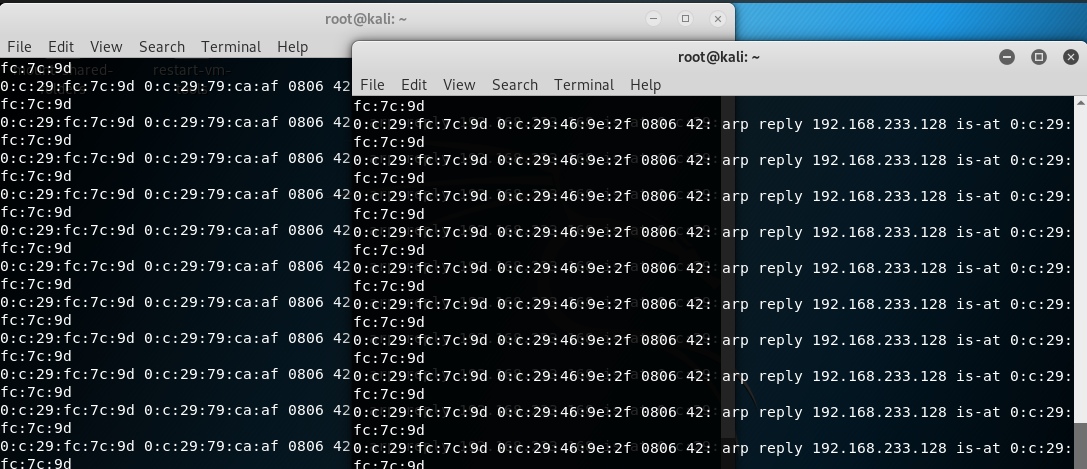 root@kali: ~
File Edit View Search Terminal Help
fc:7c:9d
0:c:29:fc:7c:9d 0:c:29:79:ca:af 0806 42
fc:7c:9d
0:c:29:fc:7c:9d 0:c:29:79:ca:af 0806 42
fc:7c:9d
0:c:29:fc:7c:9d 0:c:29:79:ca:af 0806 42
fc:7c:9d
0:c:29:fc:7c:9d 0:c:29:79:ca:af 0806 42
fc:7c:9d
0:c:29:fc:7c:9d 0:c:29:79:ca:af 0806 42
fc:7c:9d
0:c:29:fc:7c:9d 0:c:29:79:ca:af 0806 42
fc:7c:9d
0:c:29:fc:7c:9d 0:c:29:79:ca:af 0806 42
fc:7c:9d
0:c:29:fc:7c:9d 0:c:29:79:ca:af 0806 42
fc:7c:9d
0:c:29:fc:7c:9d 0:c:29:79:ca:af 0806 42
fc:7c:9d
0:c:29:fc:7c:9d 0:c:29:79:ca:af 0806 42
fc:7c:9d
0:c:29:fc:7c:9d 0:c:29:79:ca:af 0806 42
fc:7c:9d
root@kali: ~
File Edit View Search Terminal Help
fc:7c:9d
0:c:29:fc:7c:9d 0:c:29:46:9e:2f 0806 42: arp reply 192.168.233.128 is-at 0:c:29:
fc:7c:9d
0:c:29:fc:7c:9d 0:c:29:46:9e:2f 0806 42: arp reply 192.168.233.128 is-at 0:c:29:
fc:7c:9d
0:c:29:fc:7c:9d 0:c:29:46:9e:2f 0806 42: arp reply 192.168.233.128 is-at 0:c:29:
fc:7c:9d
0:c:29:fc:7c:9d 0:c:29:46:9e:2f 0806 42: arp reply 192.168.233.128 is-at 0:c:29:
fc:7c:9d
0:c:29:fc:7c:9d 0:c:29:46:9e:2f 0806 42: arp reply 192.168.233.128 is-at 0:c:29:
fc:7c:9d
0:c:29:fc:7c:9d 0:c:29:46:9e:2f 0806 42: arp reply 192.168.233.128 is-at 0:c:29:
fc:7c:9d
0:c:29:fc:7c:9d 0:c:29:46:9e:2f 0806 42: arp reply 192.168.233.128 is-at 0:c:29:
fc:7c:9d
0:c:29:fc:7c:9d 0:c:29:46:9e:2f 0806 42: arp reply 192.168.233.128 is-at 0:c:29:
fc:7c:9d
0:c:29:fc:7c:9d 0:c:29:46:9e:2f 0806 42: arp reply 192.168.233.128 is-at 0:c:29:
fc:7c:9d
0:c:29:fc:7c:9d 0:c:29:46:9e:2f 0806 42: arp reply 192.168.233.128 is-at 0:c:29:
fc:7c:9d